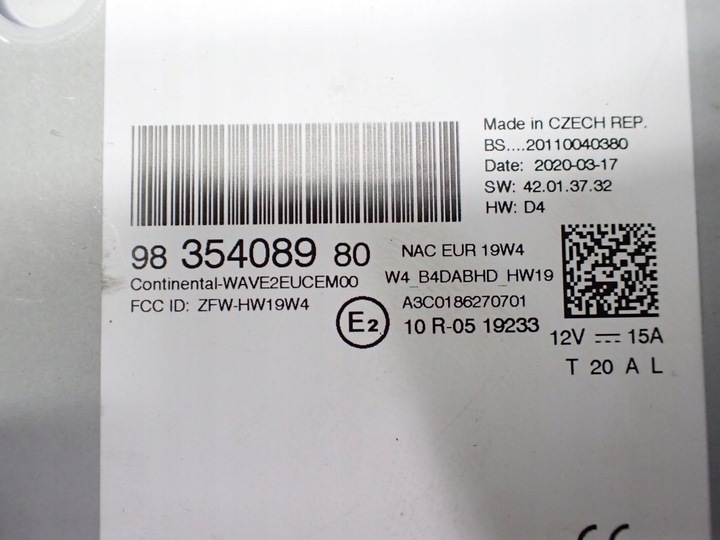 Made in CZECH REP.
BS....20110040380
Date: 2020-03-17
SW: 42.01.37.32
HW: D4
98 354089 80
NAC EUR 19W4
Continental-WAVE2EUCEM00
W4_B4DABHD_HW19
FCC ID: ZFW-HW19W4
A3C0186270701
E2
10 R-05 19233
12V ⎓ 15A
T 20 A L
CE